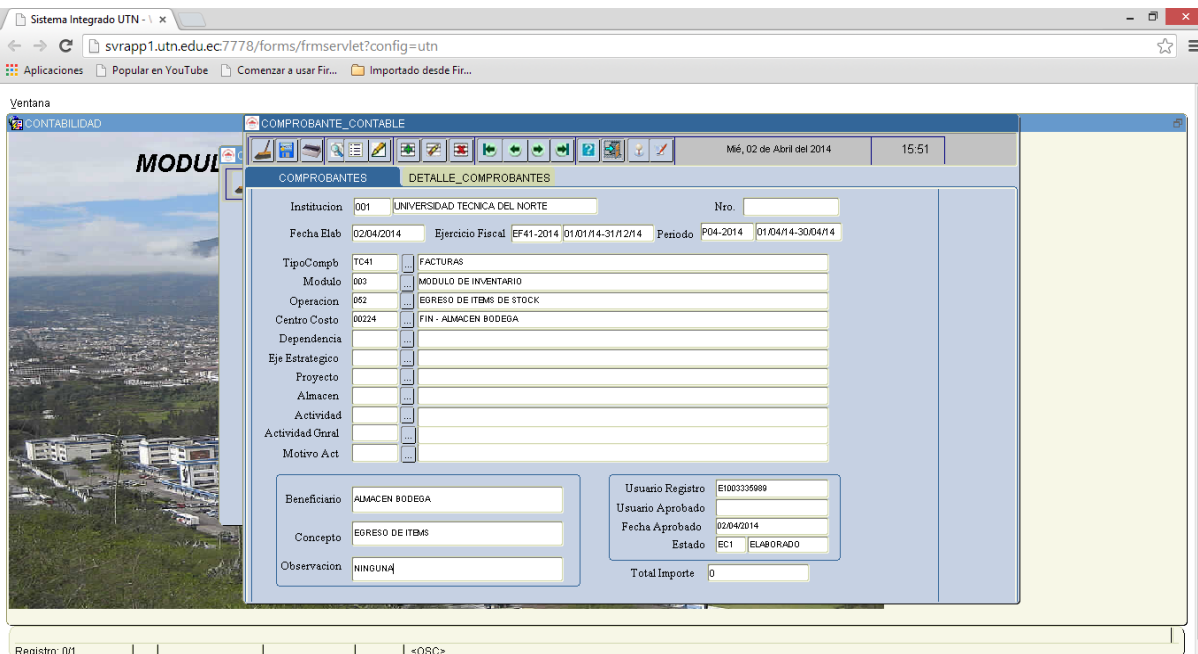 Sistema Integrado UTN - \
svrapp1.utn.edu.ec:7778/forms/frmservlet?config=utn
Aplicaciones Popular en YouTube Comenzar a usar Fir... Importado desde Fir...
Ventana
CONTABILIDAD
COMPROBANTE_CONTABLE
MODUL
Mié, 02 de Abril del 2014 15:51
COMPROBANTES DETALLE_COMPROBANTES
Institucion 001 UNIVERSIDAD TECNICA DEL NORTE Nro.
Fecha Elab 02/04/2014 Ejercicio Fiscal EF41-2014 01/01/14-31/12/14 Periodo P04-2014 01/04/14-30/04/14
TipoCompb TC41 ... FACTURAS
Modulo 003 ... MODULO DE INVENTARIO
Operacion 052 ... EGRESO DE ITEMS DE STOCK
Centro Costo 00224 ... FIN - ALMACEN BODEGA
Dependencia ...
Eje Estrategico ...
Proyecto ...
Almacen ...
Actividad ...
Actividad Gnral ...
Motivo Act ...
Beneficiario ALMACEN BODEGA
Concepto EGRESO DE ITEMS
Observacion NINGUNA
Usuario Registro E1003335989
Usuario Aprobado
Fecha Aprobado 02/04/2014
Estado EC1 ELABORADO
Total Importe 0
Registro: 0/1 <OSC>